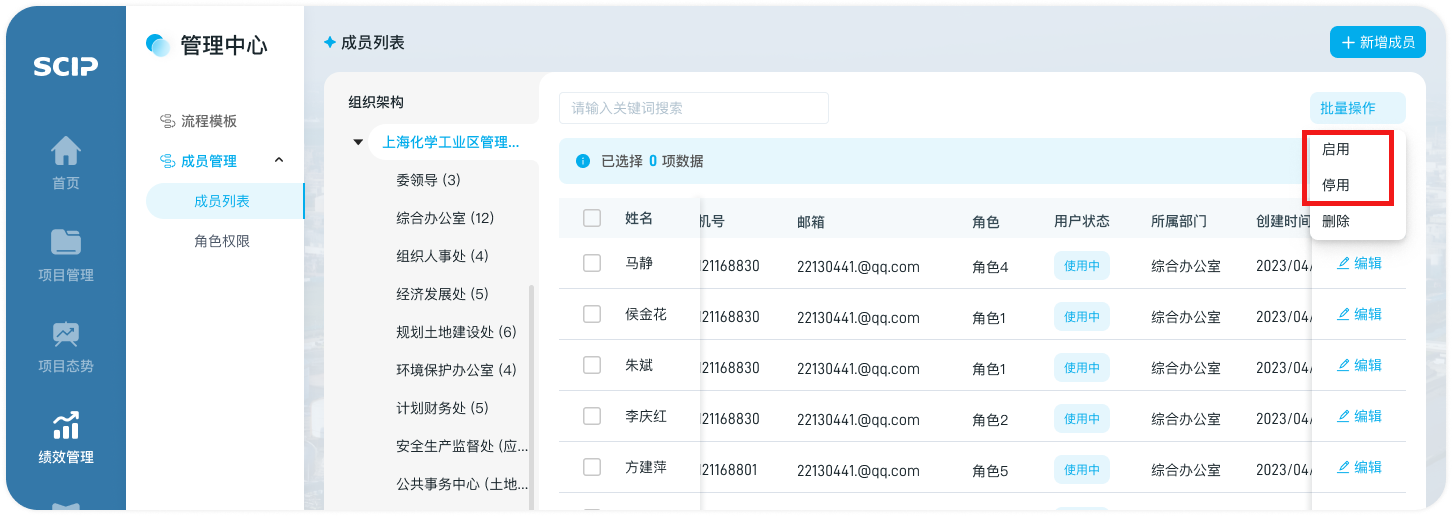 SCIP
首页
项目管理
项目态势
绩效管理
管理中心
流程模板
成员管理
成员列表
角色权限
成员列表
新增成员
组织架构
上海化学工业区管理...
委领导 (3)
综合办公室 (12)
组织人事处 (4)
经济发展处 (5)
规划土地建设处 (6)
环境保护办公室 (4)
计划财务处 (5)
安全生产监督处 (应...
公共事务中心 (土地...
请输入关键词搜索
批量操作
启用
停用
删除
已选择 0 项数据
姓名 机号 邮箱 角色 用户状态 所属部门 创建时间
马静 121168830 22130441.@qq.com 角色4 使用中 综合办公室 2023/04/ 编辑
侯金花 121168830 22130441.@qq.com 角色1 使用中 综合办公室 2023/04/ 编辑
朱斌 121168830 22130441.@qq.com 角色1 使用中 综合办公室 2023/04/ 编辑
李庆红 121168830 22130441.@qq.com 角色2 使用中 综合办公室 2023/04/ 编辑
方建萍 121168801 22130441.@qq.com 角色5 使用中 综合办公室 2023/04/ 编辑